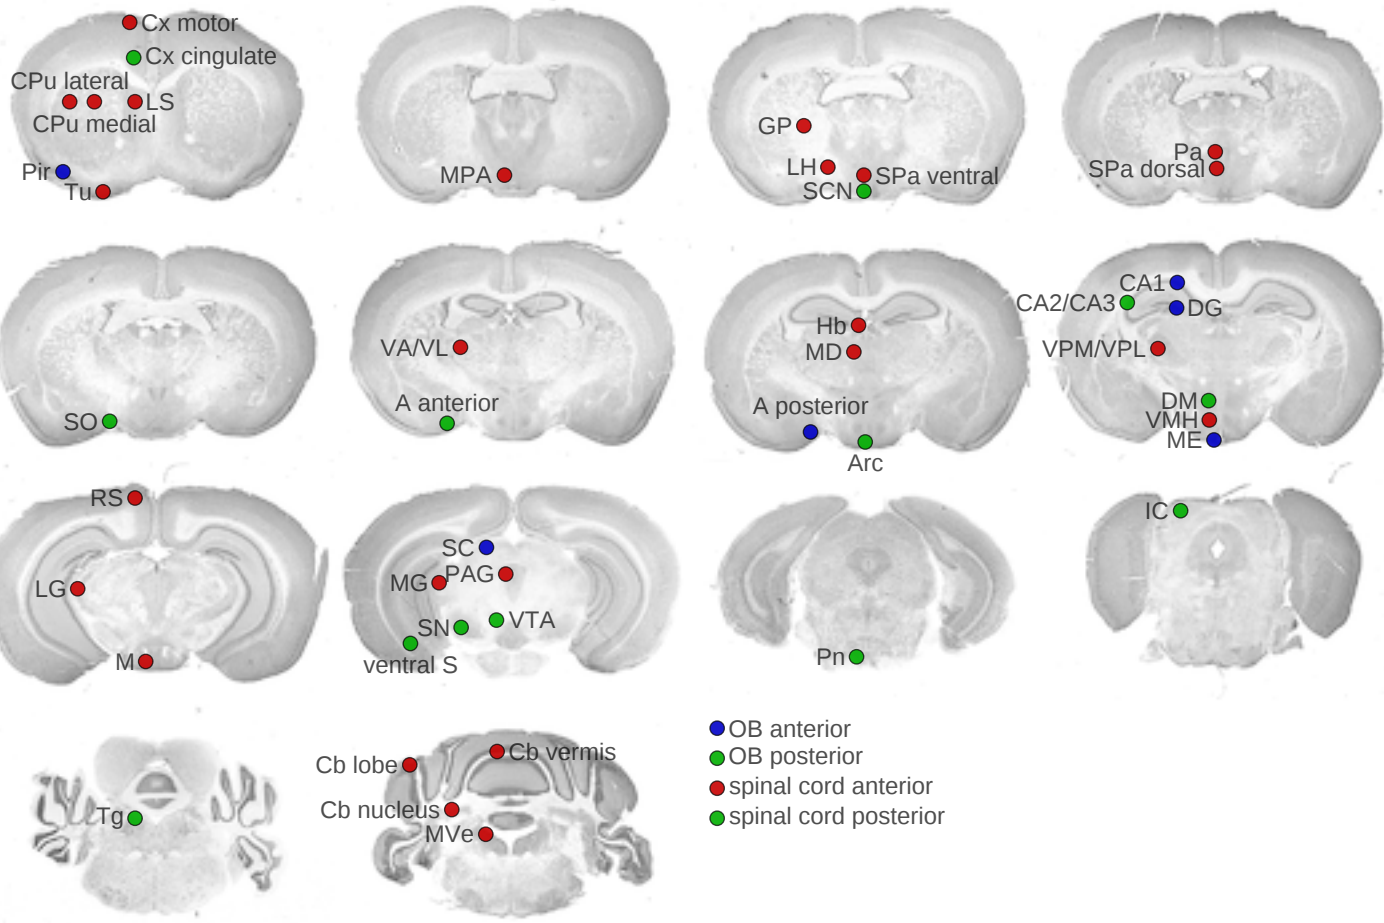 Cx motor
Cx cingulate
CPu lateral
LS
CPu medial
Pir
Tu
MPA
GP
LH
SPa ventral
SCN
Pa
SPa dorsal
SO
VA/VL
A anterior
Hb
MD
A posterior
Arc
CA1
CA2/CA3
DG
VPM/VPL
DM
VMH
ME
RS
LG
M
SC
MG
PAG
SN
VTA
ventral S
Pn
IC
Tg
Cb lobe
Cb vermis
Cb nucleus
MVe
OB anterior
OB posterior
spinal cord anterior
spinal cord posterior